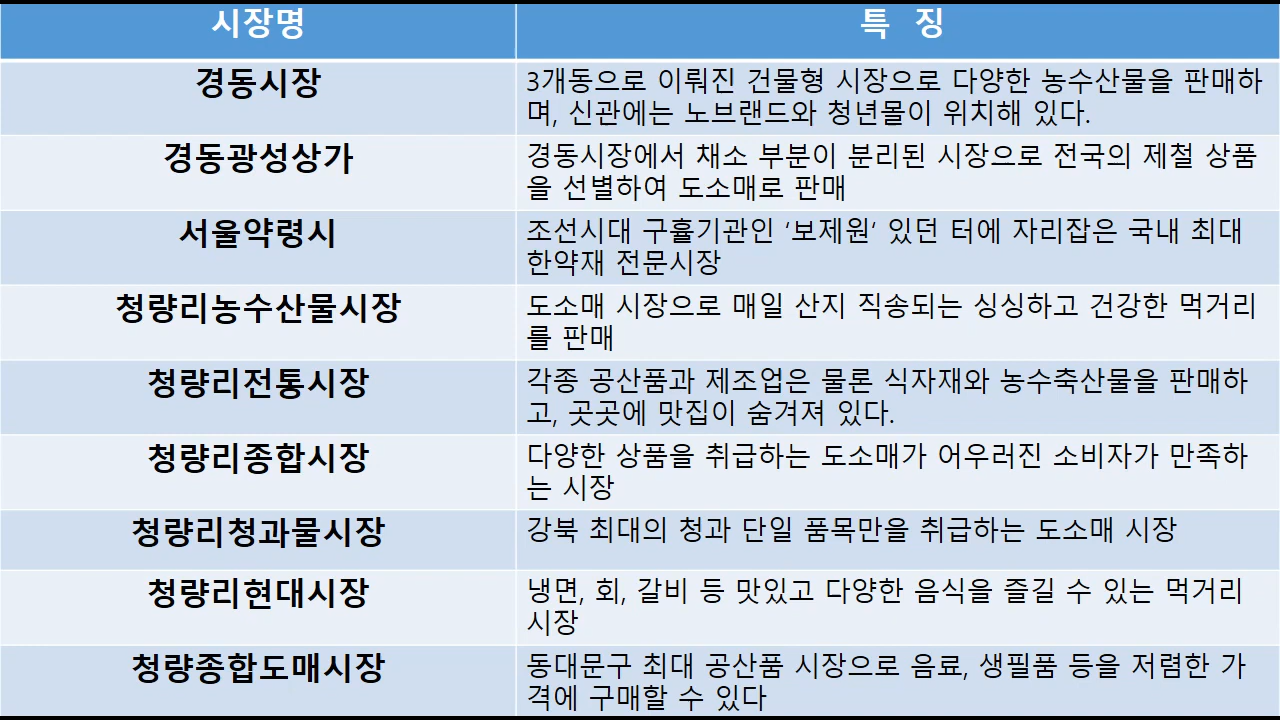 시장명
특 징
경동시장
3개동으로 이뤄진 건물형 시장으로 다양한 농수산물을 판매하
며, 신관에는 노브랜드와 청년몰이 위치해 있다.
경동광성상가
경동시장에서 채소 부분이 분리된 시장으로 전국의 제철 상품
을 선별하여 도소매로 판매
서울약령시
조선시대 구휼기관인 ‘보제원‘ 있던 터에 자리잡은 국내 최대
한약재 전문시장
청량리농수산물시장
도소매 시장으로 매일 산지 직송되는 싱싱하고 건강한 먹거리
를 판매
청량리전통시장
각종 공산품과 제조업은 물론 식자재와 농수축산물을 판매하
고, 곳곳에 맛집이 숨겨져 있다.
청량리종합시장
다양한 상품을 취급하는 도소매가 어우러진 소비자가 만족하
는 시장
청량리청과물시장
강북 최대의 청과 단일 품목만을 취급하는 도소매 시장
청량리현대시장
냉면, 회, 갈비 등 맛있고 다양한 음식을 즐길 수 있는 먹거리
시장
청량종합도매시장
동대문구 최대 공산품 시장으로 음료, 생필품 등을 저렴한 가
격에 구매할 수 있다